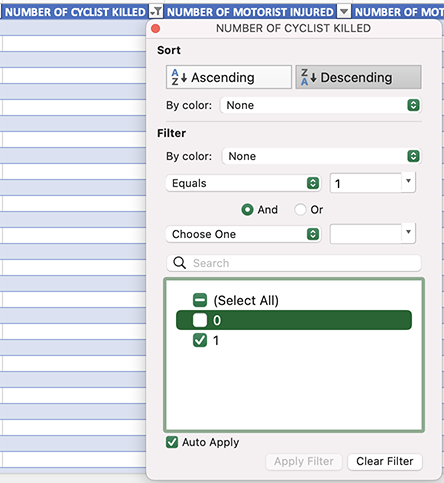 NUMBER OF CYCLIST KILLED NUMBER OF MOTORIST INJURED NUMBER OF MOT
NUMBER OF CYCLIST KILLED
Sort
A Z Ascending Z A Descending
By color: None
Filter
By color: None
Equals 1
And Or
Choose One
Search
(Select All)
0
1
Auto Apply
Apply Filter Clear Filter